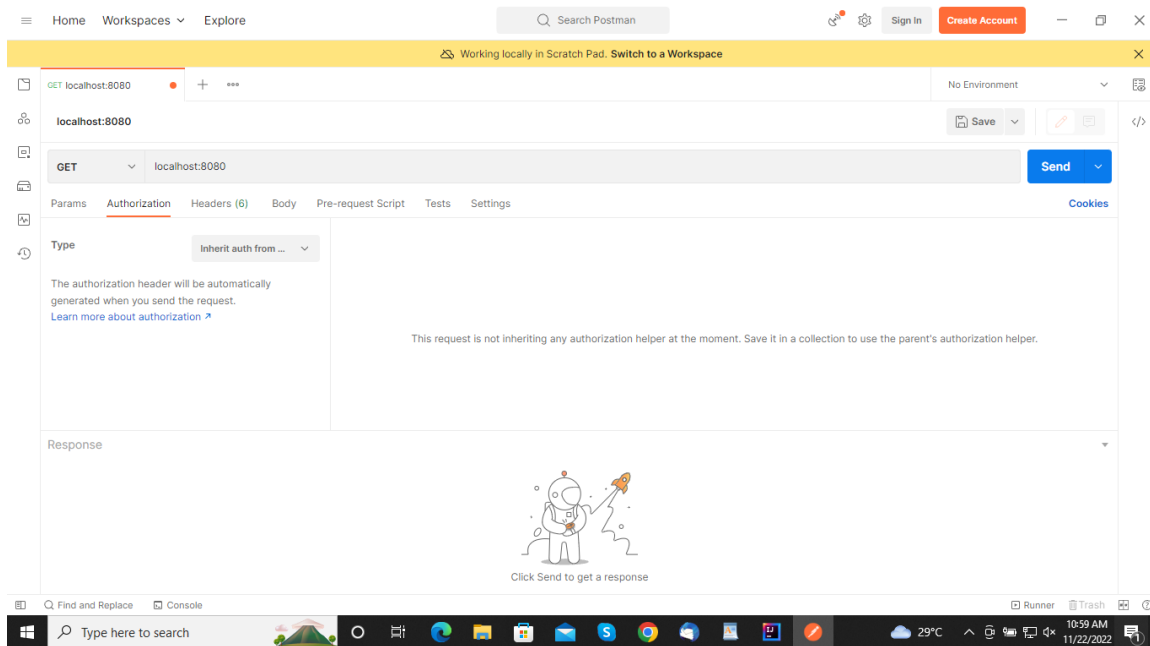 Home Workspaces Explore Search Postman Sign In Create Account
Working locally in Scratch Pad. Switch to a Workspace
GET localhost:8080 No Environment
localhost:8080 Save
GET localhost:8080 Send
Params Authorization Headers (6) Body Pre-request Script Tests Settings Cookies
Type Inherit auth from ...
The authorization header will be automatically
generated when you send the request.
Learn more about authorization
This request is not inheriting any authorization helper at the moment. Save it in a collection to use the parent's authorization helper.
Response
Click Send to get a response
Find and Replace Console Runner Trash
Type here to search 29°C 10:59 AM
11/22/2022